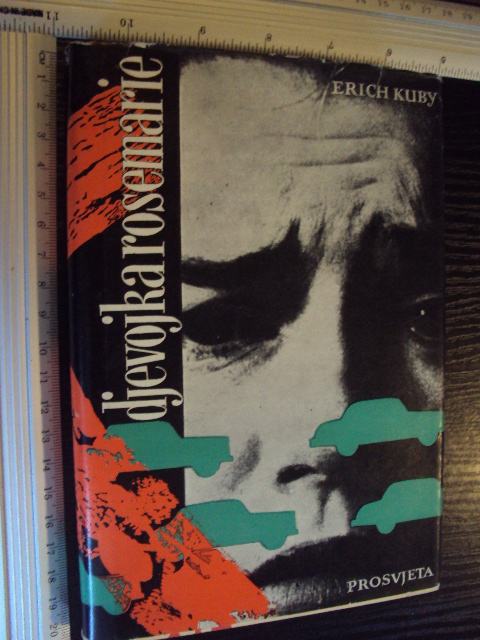 ERICH KUBY
djevojka rosemarie
PROSVJETA